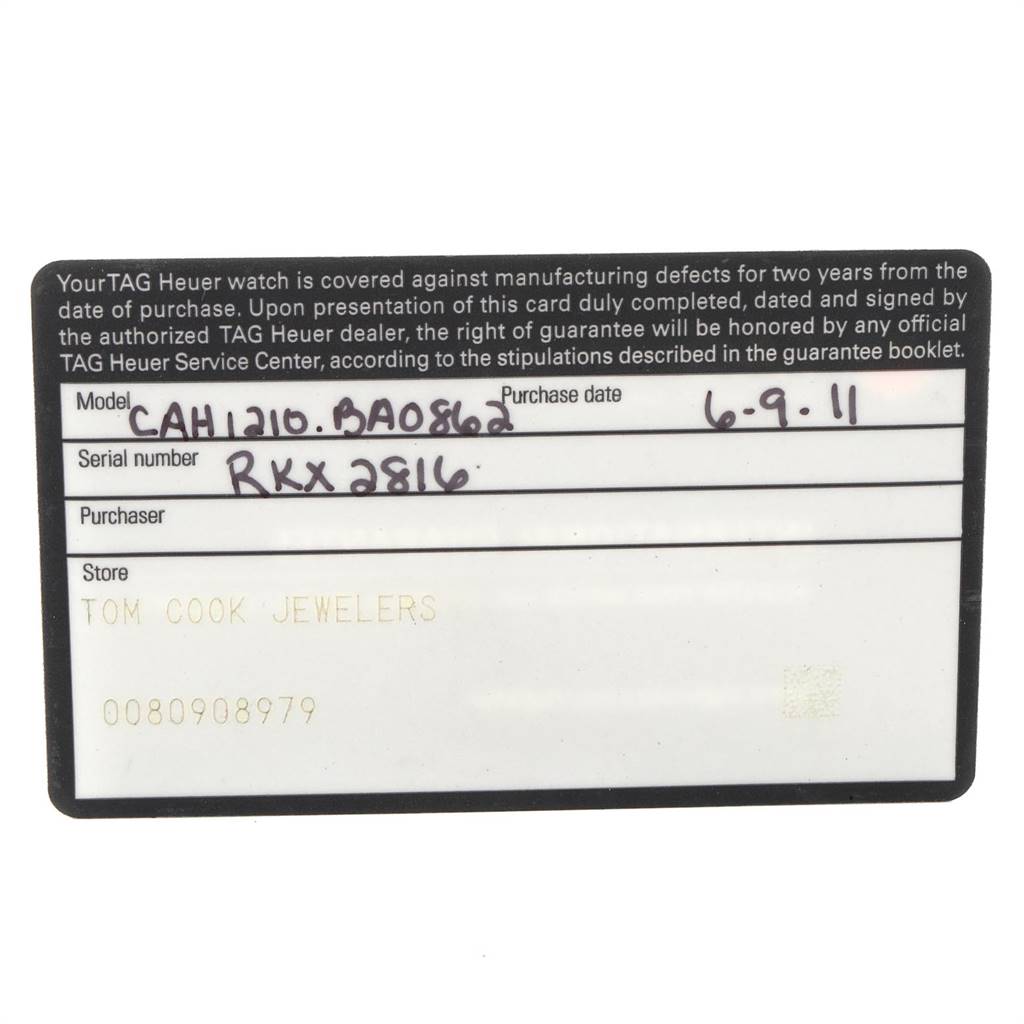 Your TAG Heuer watch is covered against manufacturing defects for two years from the
date of purchase. Upon presentation of this card duly completed, dated and signed by
the authorized TAG Heuer dealer, the right of guarantee will be honored by any official
TAG Heuer Service Center, according to the stipulations described in the guarantee booklet.
Model CAH1210.BA0862 Purchase date 6-9-11
Serial number RKX2816
Purchaser
Store
TOM COOK JEWELERS
0080908979